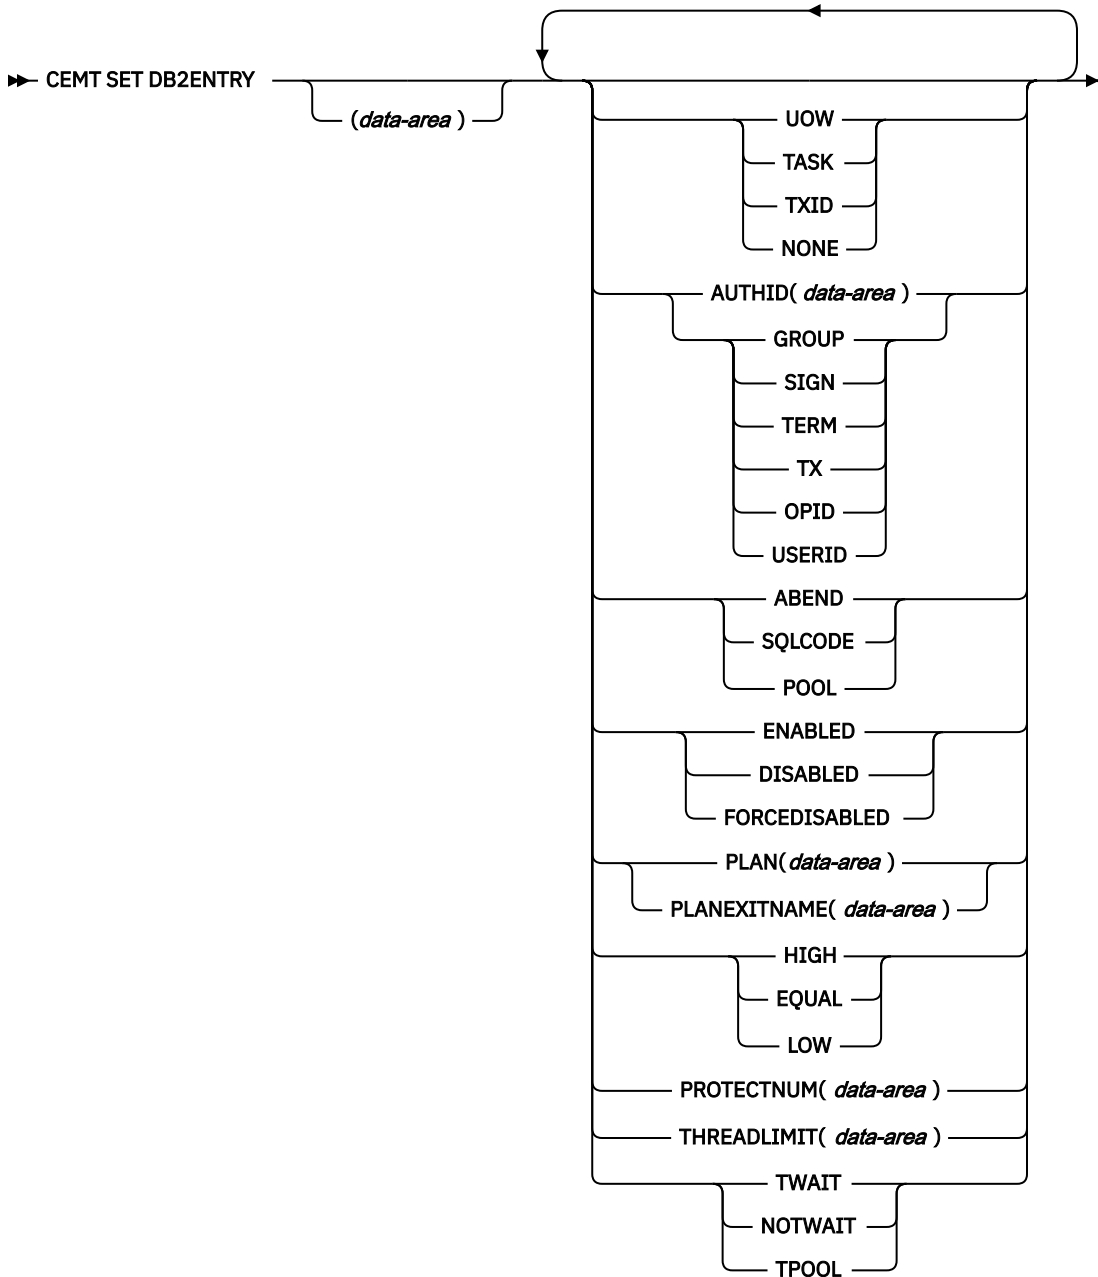 CEMT SET DB2ENTRY
(data-area )
UOW
TASK
TXID
NONE
AUTHID( data-area )
GROUP
SIGN
TERM
TX
OPID
USERID
ABEND
SQLCODE
POOL
ENABLED
DISABLED
FORCEDISABLED
PLAN(data-area )
PLANEXITNAME( data-area )
HIGH
EQUAL
LOW
PROTECTNUM( data-area )
THREADLIMIT( data-area )
TWAIT
NOTWAIT
TPOOL